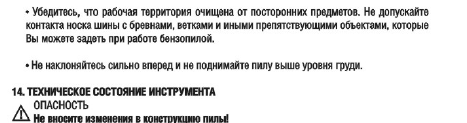 • Убедитесь, что рабочая территория очищена от посторонних предметов. Не допускайте
контакта носка шины с бревнами, ветками и иными препятствующими объектами, которые
Вы можете задеть при работе бензопилой.
• Не наклоняйтесь сильно вперед и не поднимайте пилу выше уровня груди.
14. ТЕХНИЧЕСКОЕ СОСТОЯНИЕ ИНСТРУМЕНТА
ОПАСНОСТЬ
Не вносите изменения в конструкцию пилы!